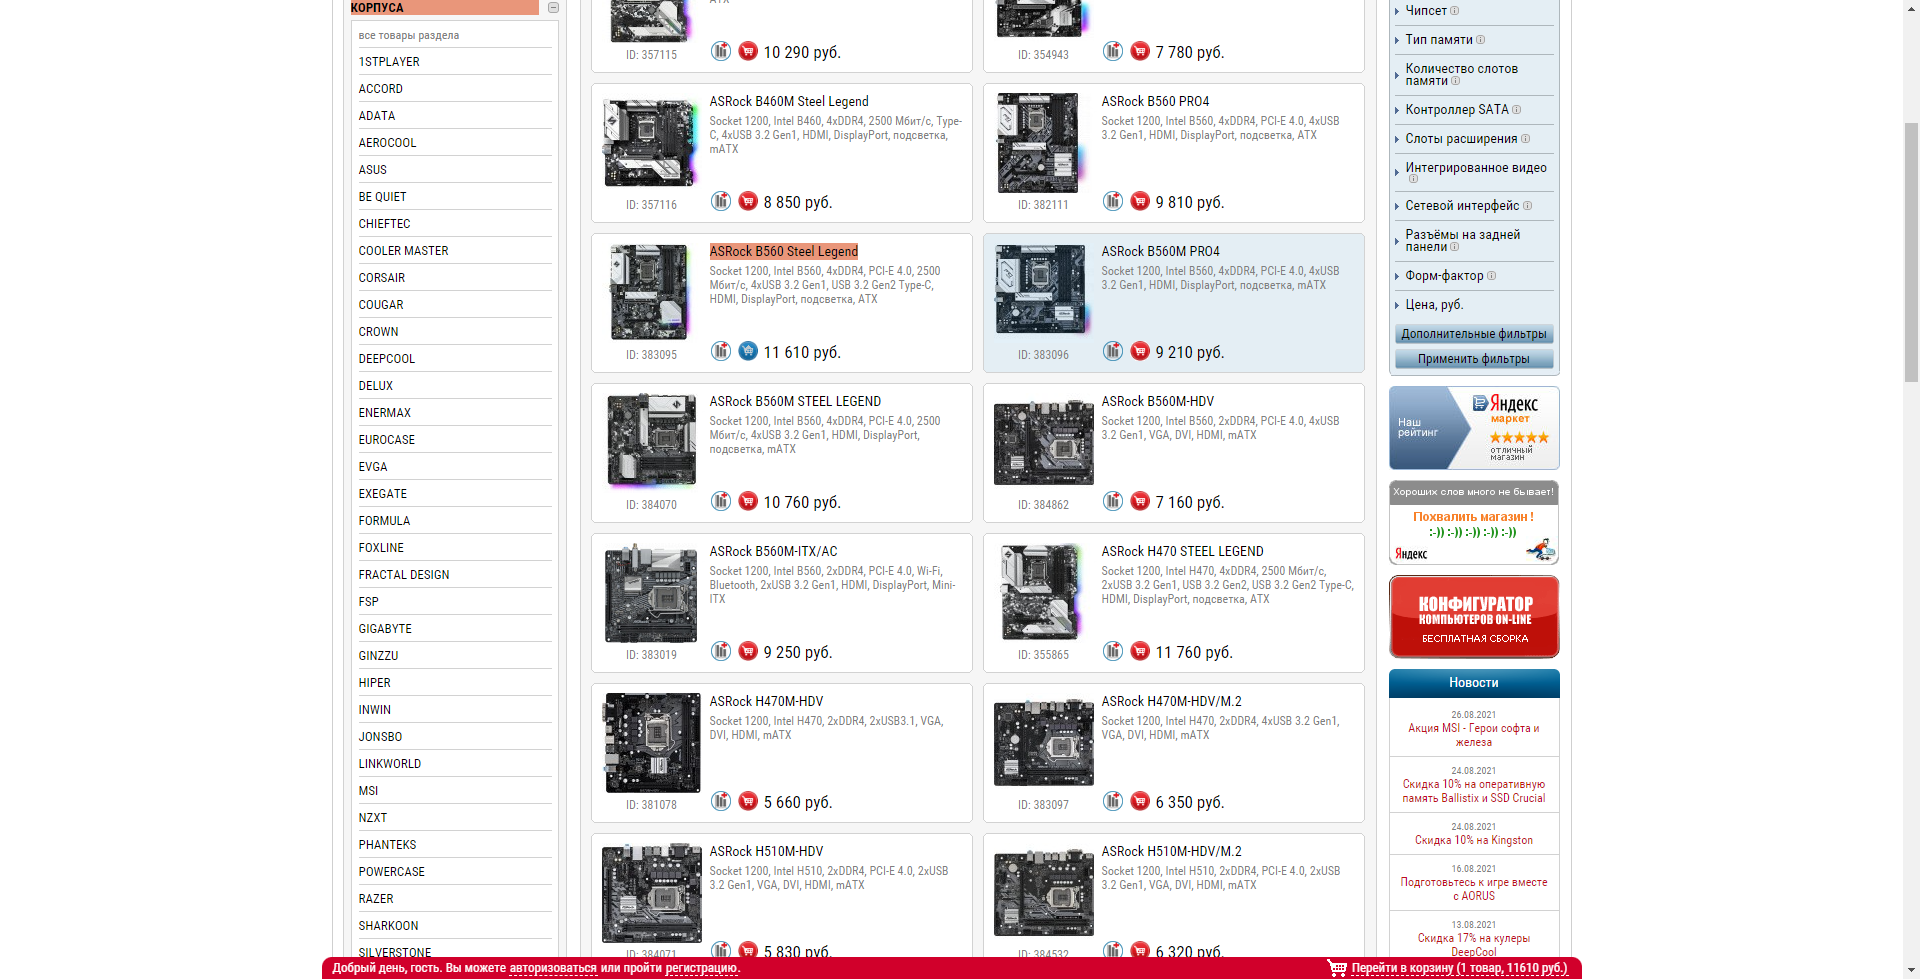 КОРПУСА
все товары раздела
1STPLAYER
ACCORD
ADATA
AEROCOOL
ASUS
BE QUIET
CHIEFTEC
COOLER MASTER
CORSAIR
COUGAR
CROWN
DEEPCOOL
DELUX
ENERMAX
EUROCASE
EVGA
EXEGATE
FORMULA
FOXLINE
FRACTAL DESIGN
FSP
GIGABYTE
GINZZU
HIPER
INWIN
JONSBO
LINKWORLD
MSI
NZXT
PHANTEKS
POWERCASE
RAZER
SHARKOON
SILVERSTONE
ATX
ID: 357115
10 290 руб.
ID: 354943
7 780 руб.
ASRock B460M Steel Legend
Socket 1200, Intel B460, 4xDDR4, 2500 Мбит/с, Type-
C, 4xUSB 3.2 Gen1, HDMI, DisplayPort, подсветка,
mATX
ID: 357116
8 850 руб.
ASRock B560 PRO4
Socket 1200, Intel B560, 4xDDR4, PCI-E 4.0, 4xUSB
3.2 Gen1, HDMI, DisplayPort, подсветка, ATX
ID: 382111
9 810 руб.
ASRock B560 Steel Legend
Socket 1200, Intel B560, 4xDDR4, PCI-E 4.0, 2500
Мбит/с, 4xUSB 3.2 Gen1, USB 3.2 Gen2 Type-C,
HDMI, DisplayPort, подсветка, ATX
ID: 383095
11 610 руб.
ASRock B560M PRO4
Socket 1200, Intel B560, 4xDDR4, PCI-E 4.0, 4xUSB
3.2 Gen1, HDMI, DisplayPort, подсветка, mATX
ID: 383096
9 210 руб.
ASRock B560M STEEL LEGEND
Socket 1200, Intel B560, 4xDDR4, PCI-E 4.0, 2500
Мбит/с, 4xUSB 3.2 Gen1, HDMI, DisplayPort,
подсветка, mATX
ID: 384070
10 760 руб.
ASRock B560M-HDV
Socket 1200, Intel B560, 2xDDR4, PCI-E 4.0, 4xUSB
3.2 Gen1, VGA, DVI, HDMI, mATX
ID: 384862
7 160 руб.
ASRock B560M-ITX/AC
Socket 1200, Intel B560, 2xDDR4, PCI-E 4.0, Wi-Fi,
Bluetooth, 2xUSB 3.2 Gen1, HDMI, DisplayPort, Mini-
ITX
ID: 383019
9 250 руб.
ASRock H470 STEEL LEGEND
Socket 1200, Intel H470, 4xDDR4, 2500 Мбит/с,
2xUSB 3.2 Gen1, USB 3.2 Gen2, USB 3.2 Gen2 Type-C,
HDMI, DisplayPort, подсветка, ATX
ID: 355865
11 760 руб.
ASRock H470M-HDV
Socket 1200, Intel H470, 2xDDR4, 2xUSB3.1, VGA,
DVI, HDMI, mATX
ID: 381078
5 660 руб.
ASRock H470M-HDV/M.2
Socket 1200, Intel H470, 2xDDR4, 4xUSB 3.2 Gen1,
VGA, DVI, HDMI, mATX
ID: 383097
6 350 руб.
ASRock H510M-HDV
Socket 1200, Intel H510, 2xDDR4, PCI-E 4.0, 2xUSB
3.2 Gen1, VGA, DVI, HDMI, mATX
ID: 384071
5 830 руб.
ASRock H510M-HDV/M.2
Socket 1200, Intel H510, 2xDDR4, PCI-E 4.0, 2xUSB
3.2 Gen1, VGA, DVI, HDMI, mATX
ID: 384532
6 320 руб.
Чипсет
Тип памяти
Количество слотов
памяти
Контроллер SATA
Слоты расширения
Интегрированное видео
Сетевой интерфейс
Разъёмы на задней
панели
Форм-фактор
Цена, руб.
Дополнительные фильтры
Применить фильтры
Наш
рейтинг
Яндекс
маркет
отличный
магазин
Хороших слов много не бывает!
Похвалить магазин !
:-)) :-)) :-)) :-)) :-))
Яндекс
КОНФИГУРАТОР
КОМПЬЮТЕРОВ ON-LINE
БЕСПЛАТНАЯ СБОРКА
Новости
26.08.2021
Акция MSI - Герои софта и
железа
24.08.2021
Скидка 10% на оперативную
память Ballistix и SSD Crucial
24.08.2021
Скидка 10% на Kingston
16.08.2021
Подготовьтесь к игре вместе
с AORUS
13.08.2021
Скидка 17% на кулеры
DeepCool
Добрый день, гость. Вы можете авторизоваться или пройти регистрацию.
Перейти в корзину (1 товар, 11610 руб.)